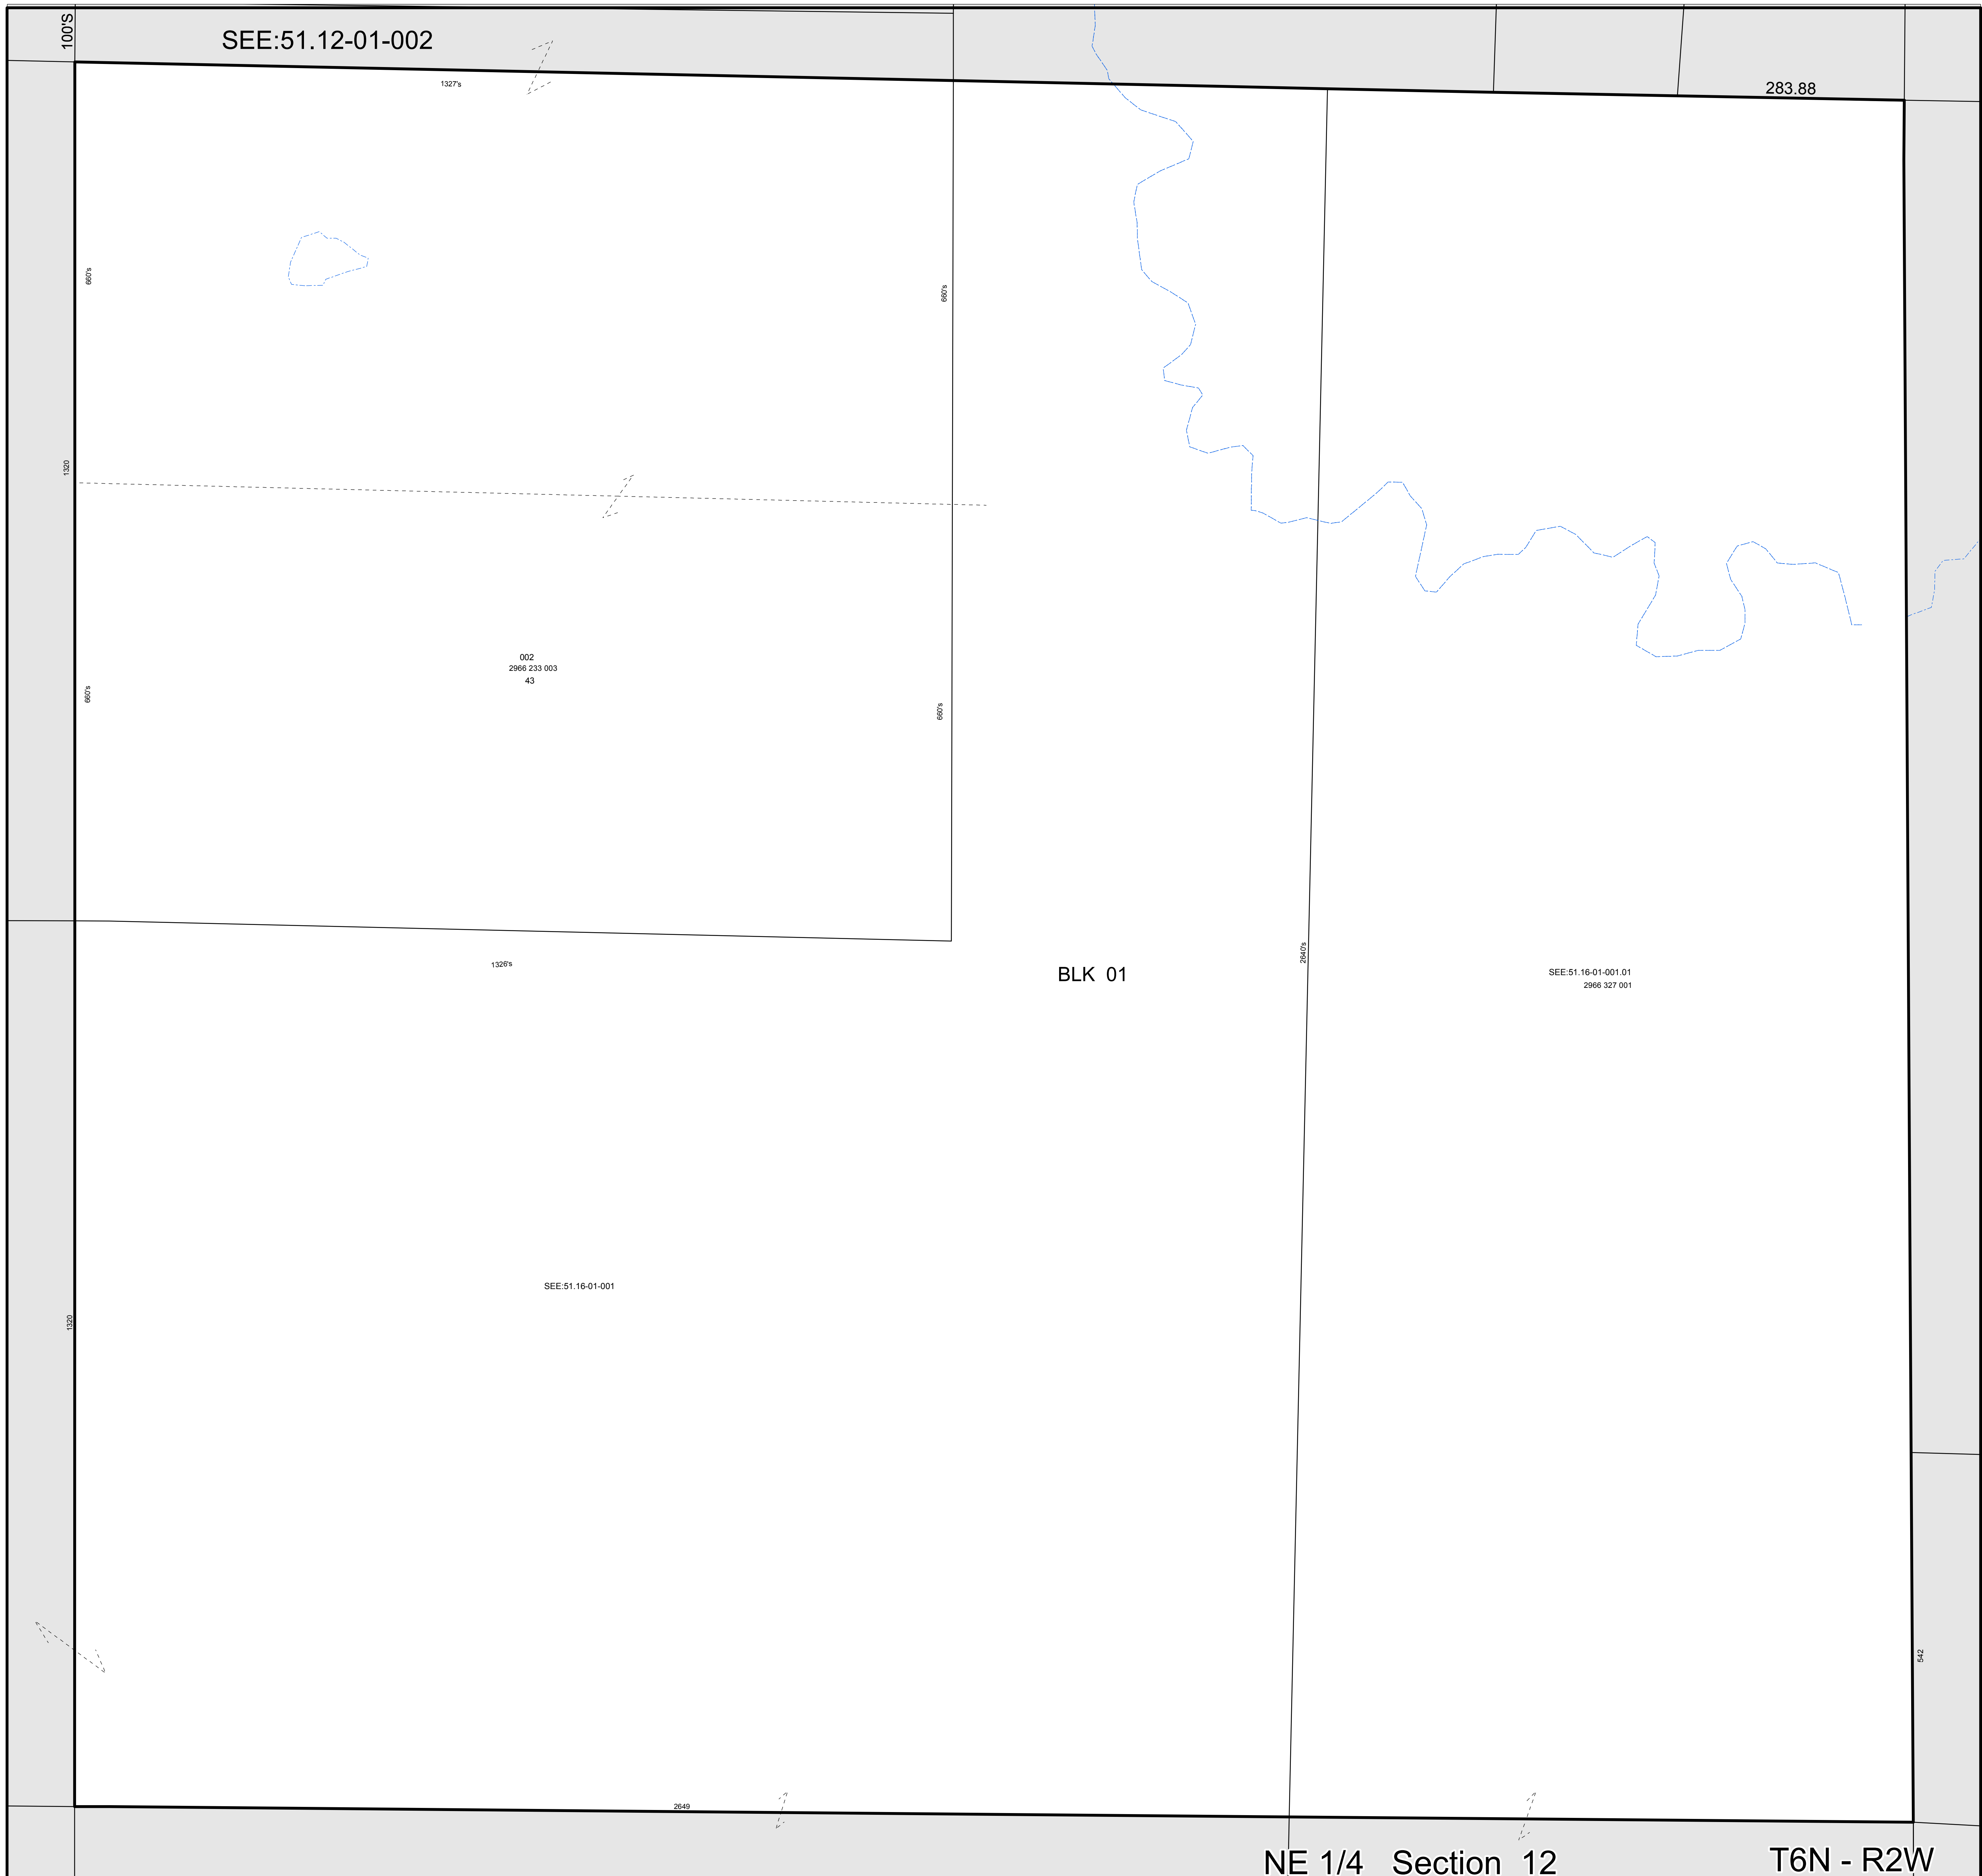 100'S
SEE:51.12-01-002
1327's
283.88
660's
660's
1320
002
2966 233 003
43
660's
660's
1326's
BLK 01
2640's
SEE:51.16-01-001.01
2966 327 001
SEE:51.16-01-001
1320
542
2649
NE 1/4 Section 12
T6N - R2W